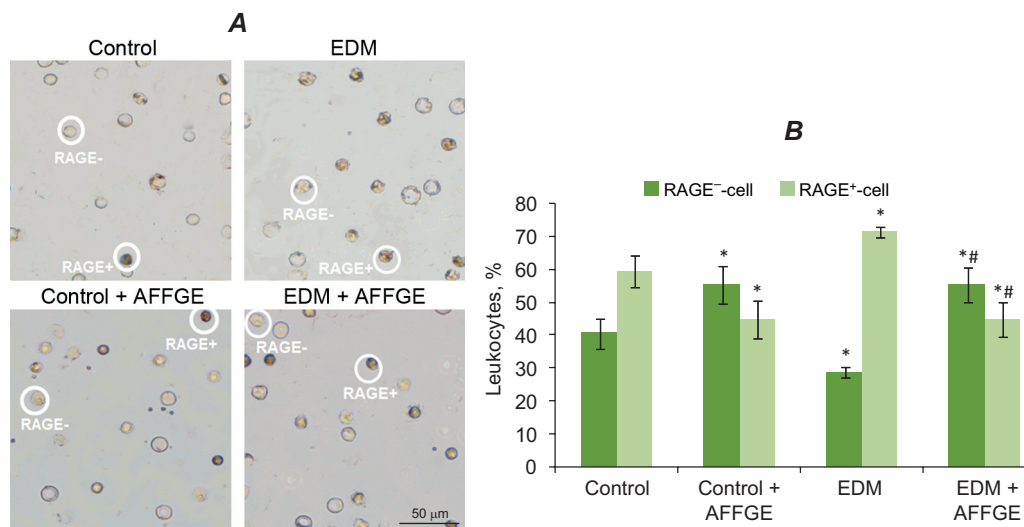 A
Control
EDM
RAGE-
RAGE+
RAGE-
RAGE+
Control + AFFGE
EDM + AFFGE
RAGE+
RAGE-
RAGE-
RAGE+
50 µm
B
RAGE⁻-cell
RAGE⁺-cell
Leukocytes, %
80
70
60
50
40
30
20
10
0
*
*
*
*
*#
*#
Control
Control +
AFFGE
EDM
EDM +
AFFGE